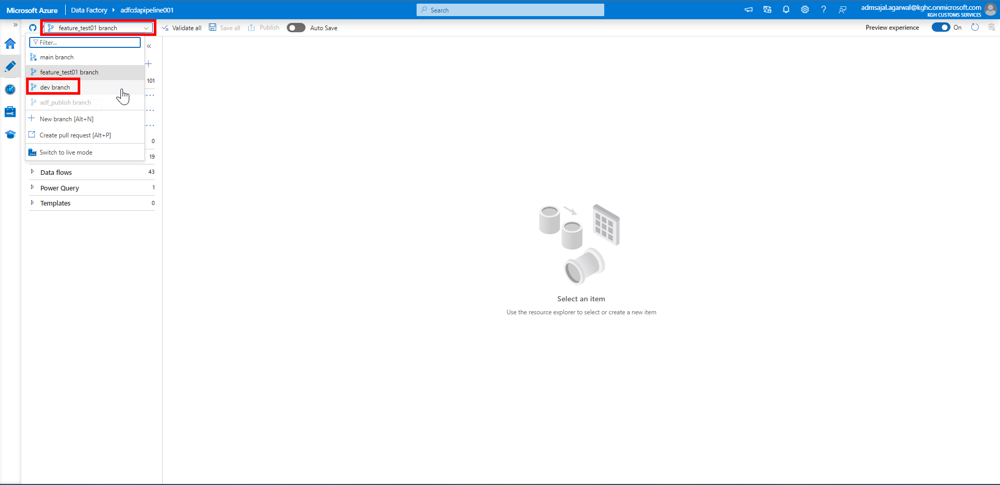 Microsoft Azure
Data Factory
adfcdapipeline001
Search
admsajal.agarwal@kghc.onmicrosoft.com
KGH CUSTOMS SERVICES
feature_test01 branch
Validate all
Save all
Publish
Auto Save
Preview experience
On
Filter...
main branch
feature_test01 branch
101
dev branch
adf_publish branch
New branch [Alt+N]
Create pull request [Alt+P]
0
Switch to live mode
19
Data flows
43
Power Query
1
Templates
0
Select an item
Use the resource explorer to select or create a new item